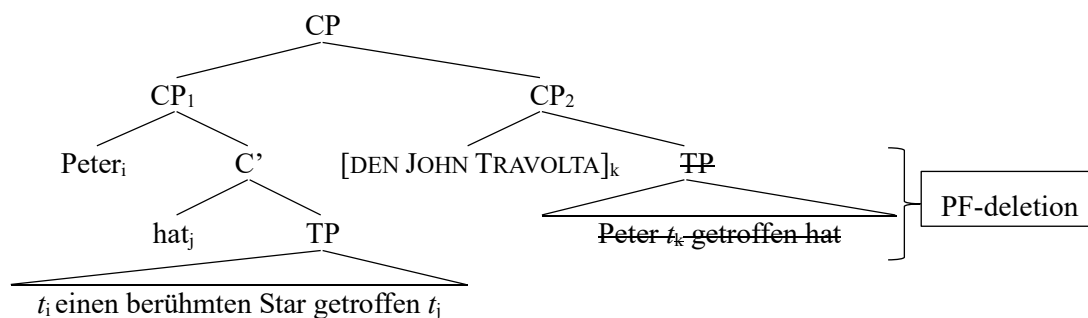 CP
CP₁ CP₂
Peterᵢ C’ [DEN JOHN TRAVOLTA]ₖ TP
PF-deletion
hatⱼ TP Peter tₖ getroffen hat
tᵢ einen berühmten Star getroffen tⱼ